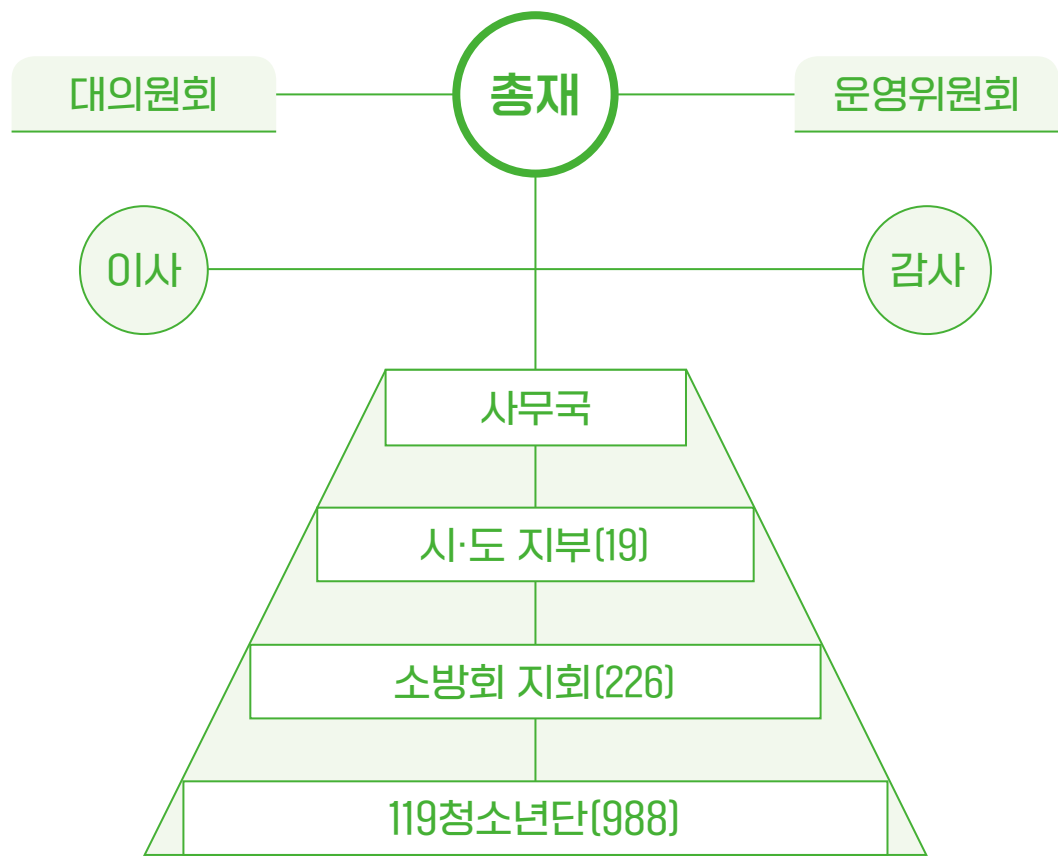 대의원회
총재
운영위원회
이사
감사
사무국
시·도 지부(19)
소방회 지회(226)
119청소년단(988)